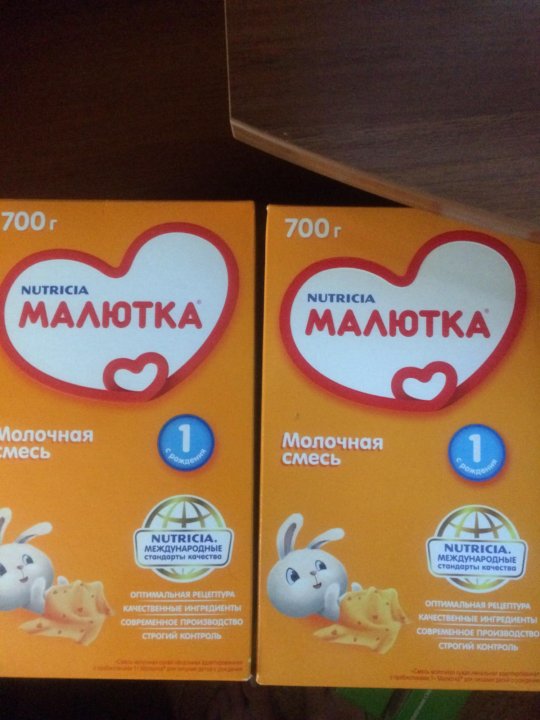 700 г
NUTRICIA
МАЛЮТКА®
Молочная
смесь
1
с рождения
NUTRICIA.
МЕЖДУНАРОДНЫЕ
стандарты качества
ОПТИМАЛЬНАЯ РЕЦЕПТУРА
КАЧЕСТВЕННЫЕ ИНГРЕДИЕНТЫ
СОВРЕМЕННОЕ ПРОИЗВОДСТВО
СТРОГИЙ КОНТРОЛЬ
700 г
NUTRICIA
МАЛЮТКА®
Молочная
смесь
1
с рождения
NUTRICIA.
МЕЖДУНАРОДНЫЕ
стандарты качества
ОПТИМАЛЬНАЯ РЕЦЕПТУРА
КАЧЕСТВЕННЫЕ ИНГРЕДИЕНТЫ
СОВРЕМЕННОЕ ПРОИЗВОДСТВО
СТРОГИЙ КОНТРОЛЬ